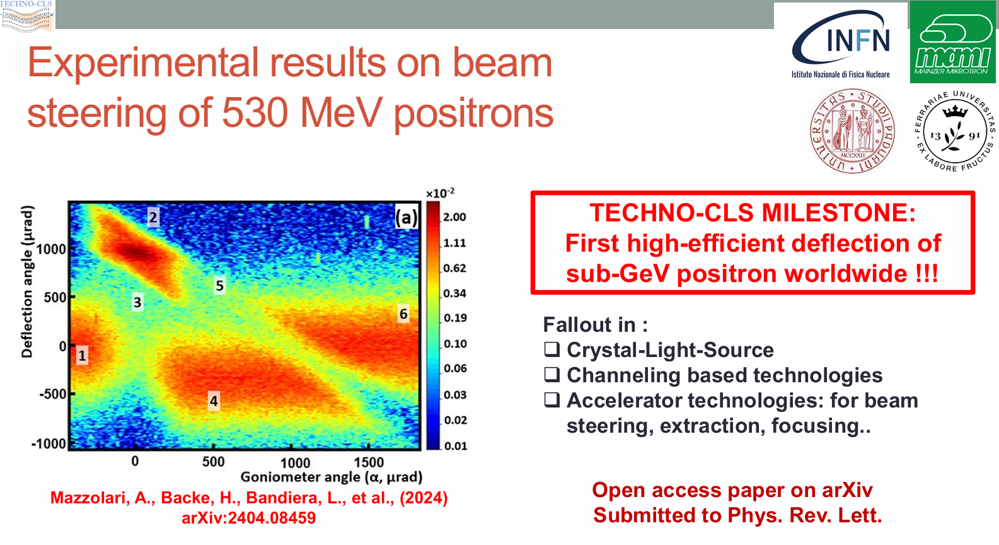 TECHNO-CLS
Experimental results on beam
steering of 530 MeV positrons
INFN
Istituto Nazionale di Fisica Nucleare
mami
MAINZER MIKROTRON
UNIVERSITAS STUDII PADUANI
MCCXXII
FERRARIAE UNIVERSITAS
13 91
EX LABORE FRUCTUS
×10-2
(a)
Deflection angle (μrad)
1000
500
0
-500
-1000
1
2
3
4
5
6
2.00
1.11
0.62
0.34
0.19
0.10
0.06
0.03
0.02
0.01
0
500
1000
1500
Goniometer angle (α, μrad)
Mazzolari, A., Backe, H., Bandiera, L., et al., (2024)
arXiv:2404.08459
TECHNO-CLS MILESTONE:
First high-efficient deflection of
sub-GeV positron worldwide !!!
Fallout in :
❑ Crystal-Light-Source
❑ Channeling based technologies
❑ Accelerator technologies: for beam
steering, extraction, focusing..
Open access paper on arXiv
Submitted to Phys. Rev. Lett.